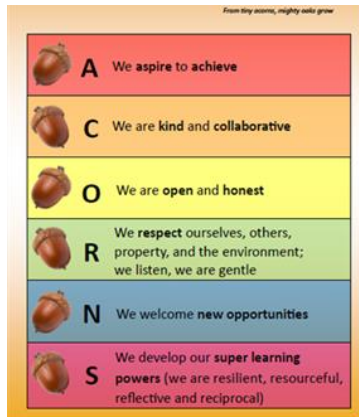 From tiny acorns, mighty oaks grow
A We aspire to achieve
C We are kind and collaborative
O We are open and honest
R We respect ourselves, others,
property, and the environment;
we listen, we are gentle
N We welcome new opportunities
S We develop our super learning
powers (we are resilient, resourceful,
reflective and reciprocal)